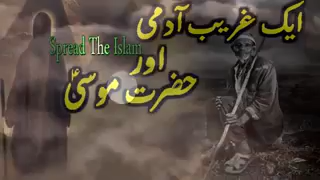 ایک غریب آدمی
Spread The Islam
اور
حضرت موسیٰؑ